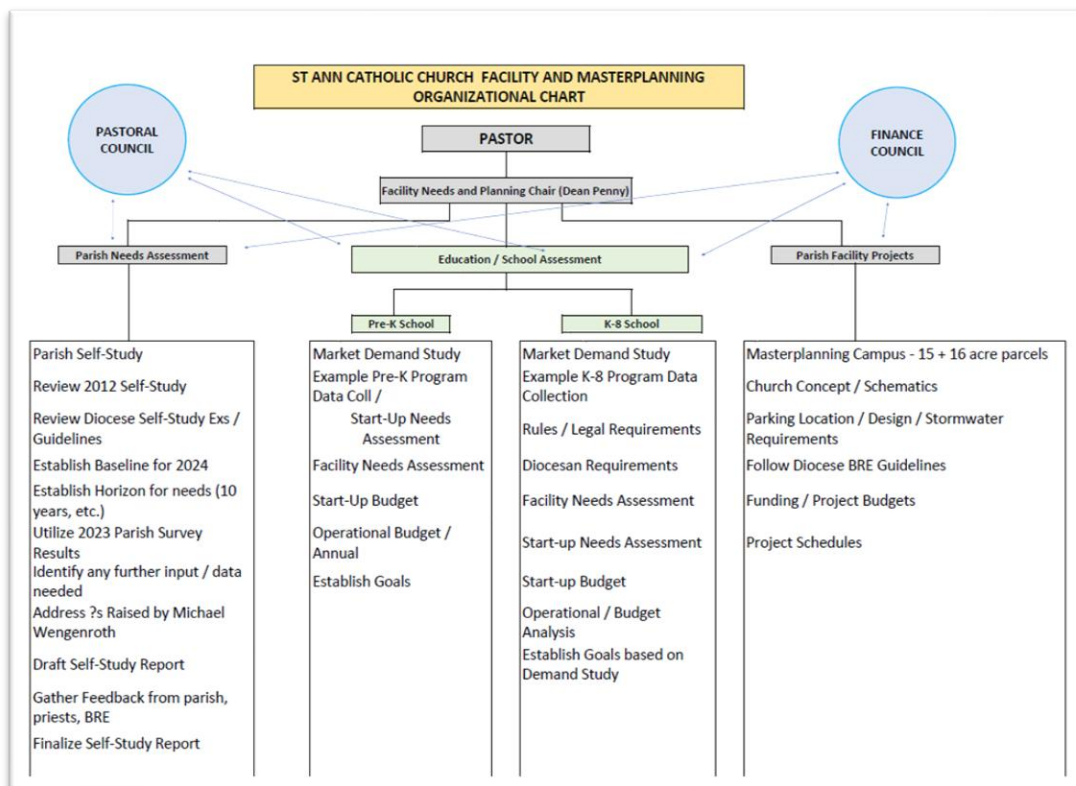 ST ANN CATHOLIC CHURCH FACILITY AND MASTERPLANNING
ORGANIZATIONAL CHART
PASTORAL
COUNCIL
FINANCE
COUNCIL
PASTOR
Facility Needs and Planning Chair (Dean Penny)
Parish Needs Assessment
Education / School Assessment
Parish Facility Projects
Pre-K School
K-8 School
Parish Self-Study
Review 2012 Self-Study
Review Diocese Self-Study Exs /
Guidelines
Establish Baseline for 2024
Establish Horizon for needs (10
years, etc.)
Utilize 2023 Parish Survey
Results
Identify any further input / data
needed
Address ?s Raised by Michael
Wengenroth
Draft Self-Study Report
Gather Feedback from parish,
priests, BRE
Finalize Self-Study Report
Market Demand Study
Example Pre-K Program
Data Coll /
Start-Up Needs
Assessment
Facility Needs Assessment
Start-Up Budget
Operational Budget /
Annual
Establish Goals
Market Demand Study
Example K-8 Program Data
Collection
Rules / Legal Requirements
Diocesan Requirements
Facility Needs Assessment
Start-up Needs Assessment
Start-up Budget
Operational / Budget
Analysis
Establish Goals based on
Demand Study
Masterplanning Campus - 15 + 16 acre parcels
Church Concept / Schematics
Parking Location / Design / Stormwater
Requirements
Follow Diocese BRE Guidelines
Funding / Project Budgets
Project Schedules